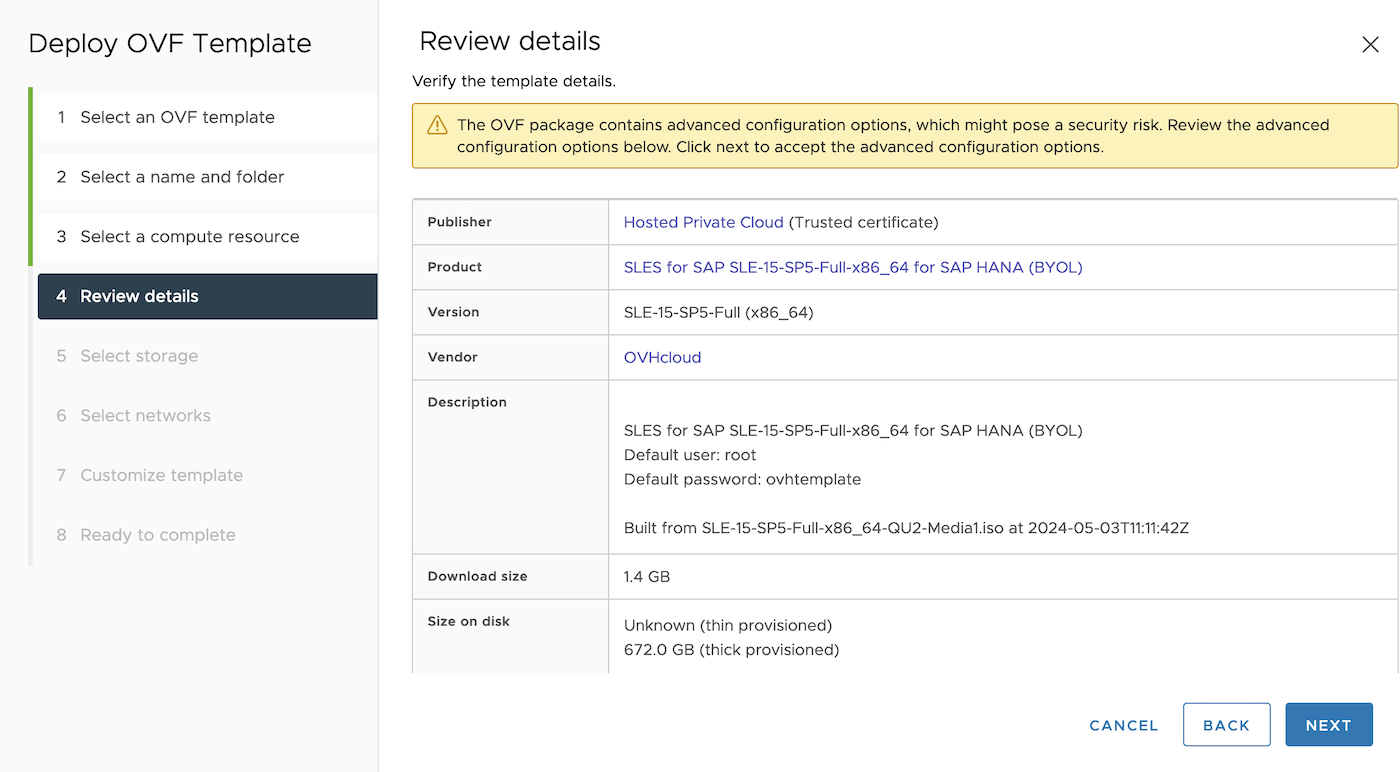 Deploy OVF Template
1 Select an OVF template
2 Select a name and folder
3 Select a compute resource
4 Review details
5 Select storage
6 Select networks
7 Customize template
8 Ready to complete
Review details
Verify the template details.
The OVF package contains advanced configuration options, which might pose a security risk. Review the advanced
configuration options below. Click next to accept the advanced configuration options.
Publisher Hosted Private Cloud (Trusted certificate)
Product SLES for SAP SLE-15-SP5-Full-x86_64 for SAP HANA (BYOL)
Version SLE-15-SP5-Full (x86_64)
Vendor OVHcloud
Description
SLES for SAP SLE-15-SP5-Full-x86_64 for SAP HANA (BYOL)
Default user: root
Default password: ovhtemplate
Built from SLE-15-SP5-Full-x86_64-QU2-Media1.iso at 2024-05-03T11:11:42Z
Download size 1.4 GB
Size on disk Unknown (thin provisioned)
672.0 GB (thick provisioned)
CANCEL BACK NEXT